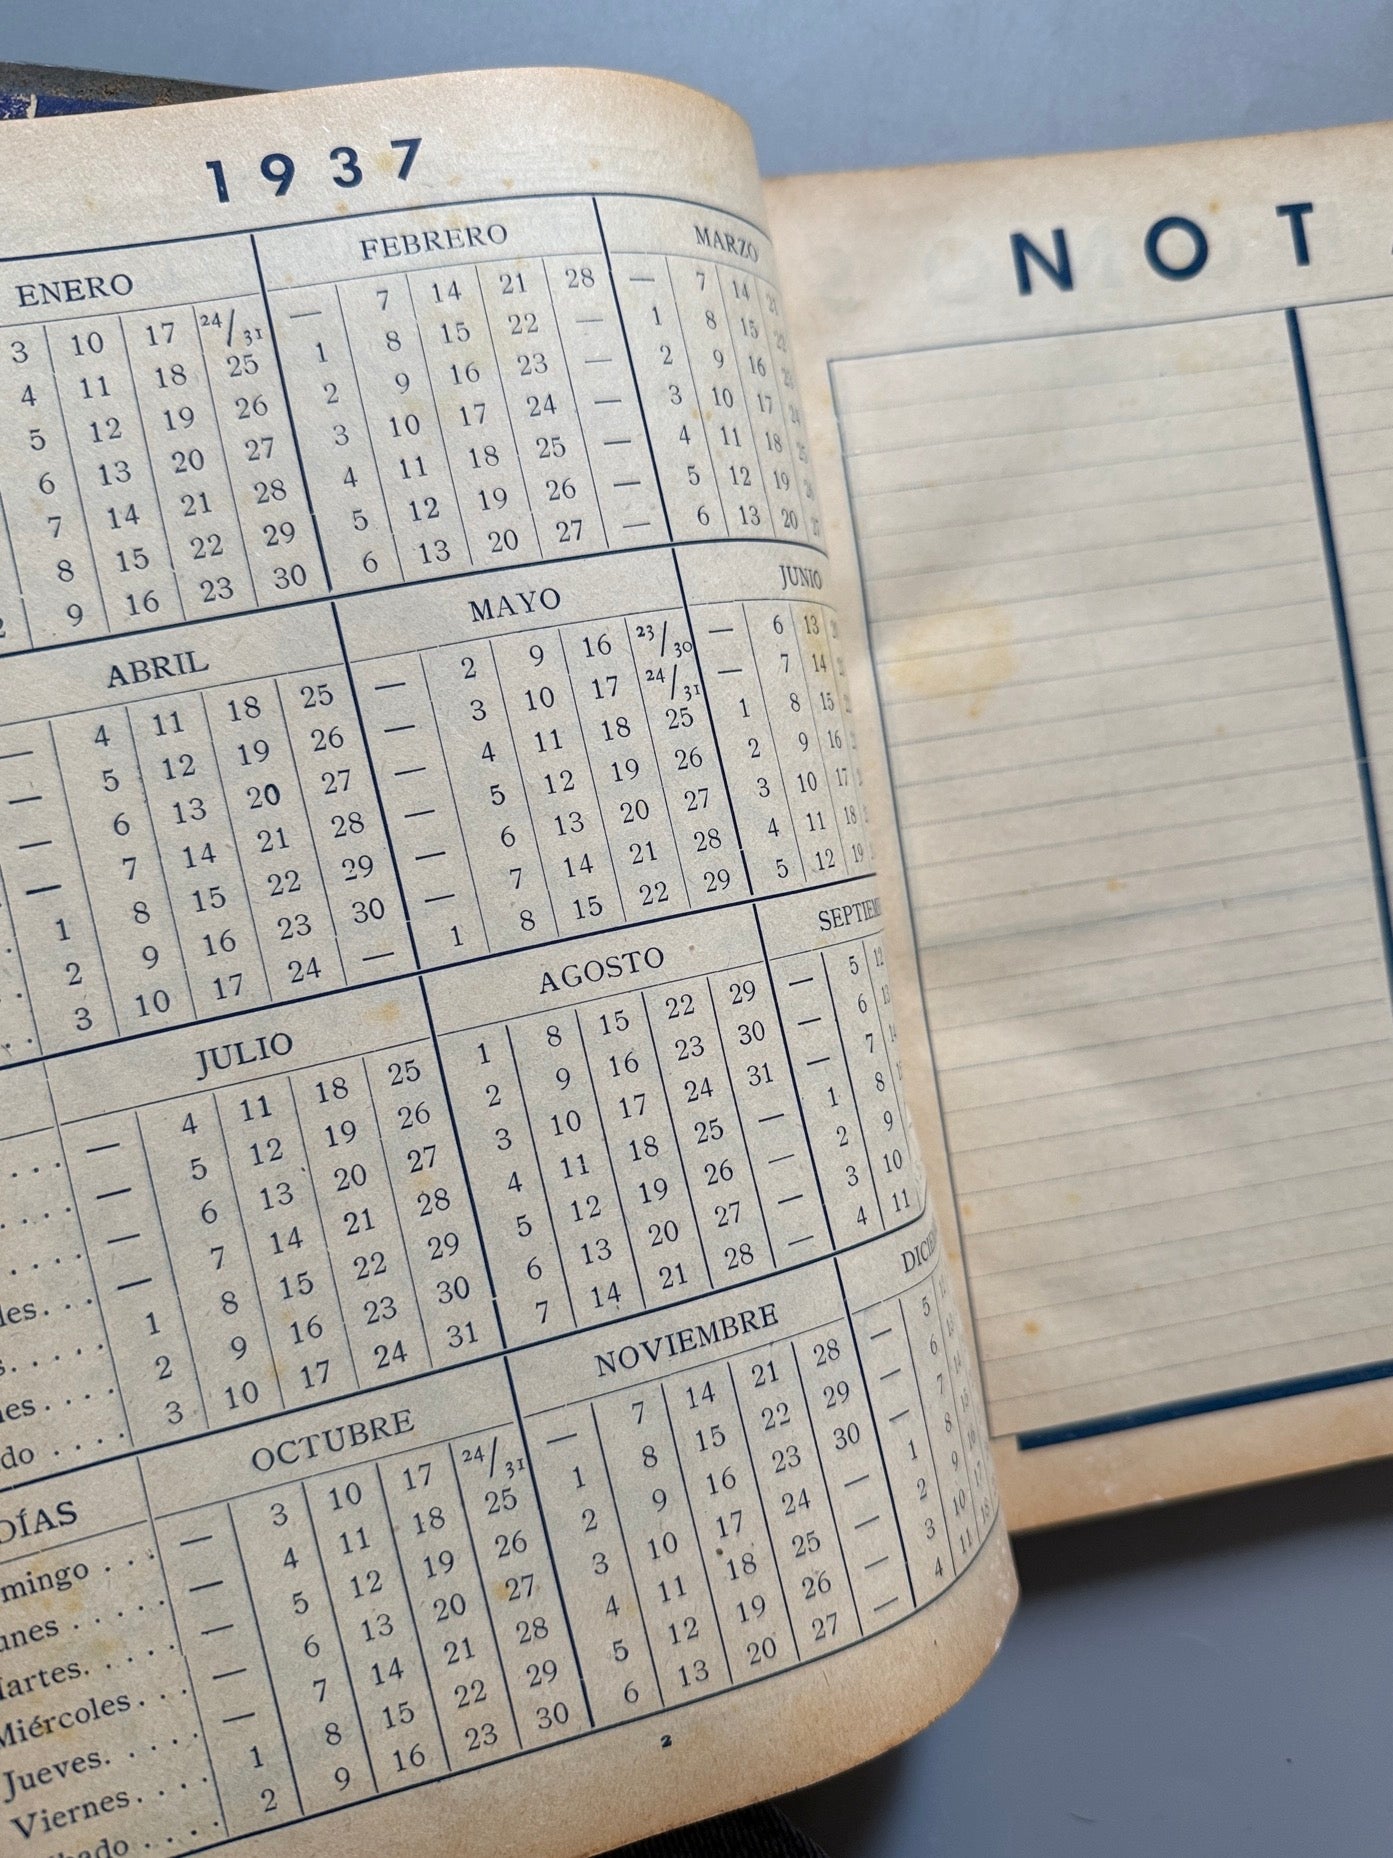 1937
ENERO FEBRERO MARZO
3 10 17 24/31 — 7 14 21 28 — 7 14
4 11 18 25 1 8 15 22 — 1 8 15
5 12 19 26 2 9 16 23 — 2 9 16
6 13 20 27 3 10 17 24 — 3 10 17
7 14 21 28 4 11 18 25 — 4 11 18
8 15 22 29 5 12 19 26 — 5 12 19
9 16 23 30 6 13 20 27 — 6 13 20
ABRIL MAYO JUNIO
— 4 11 18 25 — 2 9 16 23/30 — 6 13
— 5 12 19 26 — 3 10 17 24/31 — 7 14
— 6 13 20 27 — 4 11 18 25 1 8 15
— 7 14 21 28 — 5 12 19 26 2 9 16
1 8 15 22 29 — 6 13 20 27 3 10 17
2 9 16 23 30 — 7 14 21 28 4 11 18
3 10 17 24 — 1 8 15 22 29 5 12 19
JULIO AGOSTO
— 4 11 18 25 1 8 15 22 29 — 5 12
— 5 12 19 26 2 9 16 23 30 — 6
— 6 13 20 27 3 10 17 24 31 — 7
— 7 14 21 28 4 11 18 25 — 1 8
1 8 15 22 29 5 12 19 26 — 2 9
2 9 16 23 30 6 13 20 27 — 3 10
3 10 17 24 31 7 14 21 28 — 4 11
DÍAS OCTUBRE NOVIEMBRE
— 3 10 17 24/31 — 7 14 21 28 — 5
— 4 11 18 25 1 8 15 22 29 — 6
— 5 12 19 26 2 9 16 23 30 — 7
Miércoles... — 6 13 20 27 3 10 17 24 — 1 8
Jueves..... — 7 14 21 28 4 11 18 25 — 2 9
Viernes.... 1 8 15 22 29 5 12 19 26 — 3 10
2 9 16 23 30 6 13 20 27 — 4 11
2
NOT